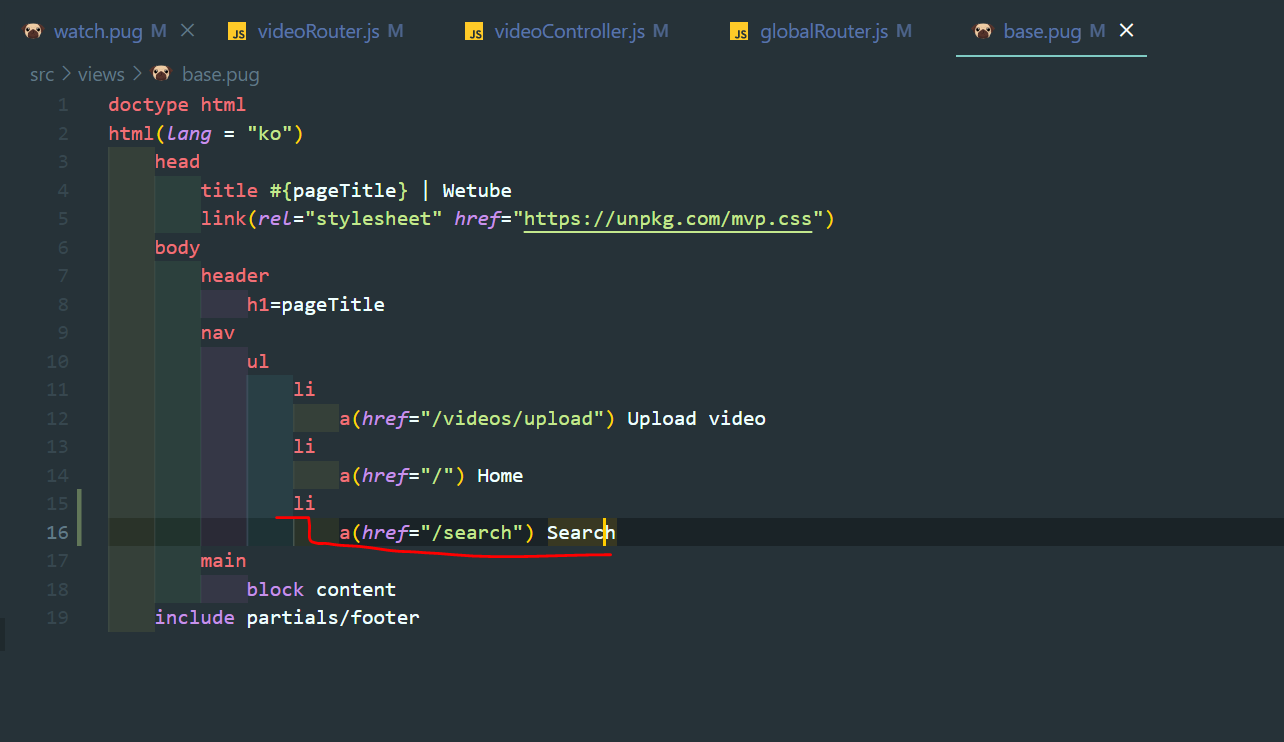 watch.pug M
JS videoRouter.js M
JS videoController.js M
JS globalRouter.js M
base.pug M
src > views > base.pug
1 doctype html
2 html(lang = "ko")
3 head
4 title #{pageTitle} | Wetube
5 link(rel="stylesheet" href="https://unpkg.com/mvp.css")
6 body
7 header
8 h1=pageTitle
9 nav
10 ul
11 li
12 a(href="/videos/upload") Upload video
13 li
14 a(href="/") Home
15 li
16 a(href="/search") Search
17 main
18 block content
19 include partials/footer